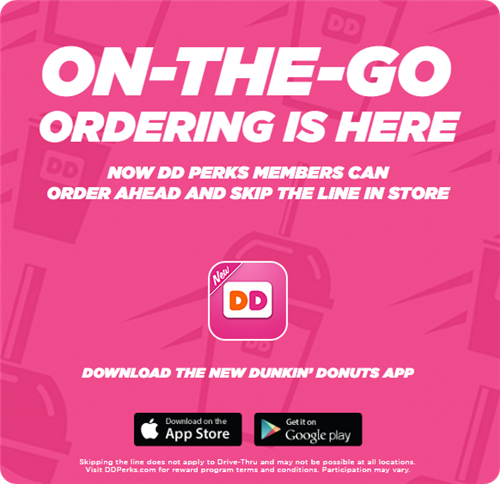 ON-THE-GO
ORDERING IS HERE
NOW DD PERKS MEMBERS CAN
ORDER AHEAD AND SKIP THE LINE IN STORE
New
DD
DOWNLOAD THE NEW DUNKIN' DONUTS APP
Download on the
App Store
Get it on
Google play
Skipping the line does not apply to Drive-Thru and may not be possible at all locations.
Visit DDPerks.com for reward program terms and conditions. Participation may vary.